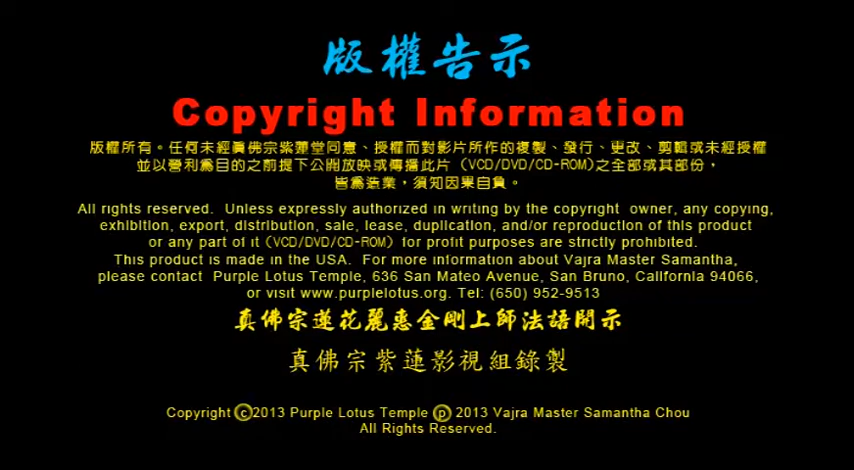 版權告示
Copyright Information
版權所有。任何未經真佛宗紫蓮堂同意、授權而對影片所作的複製、發行、更改、剪輯或未經授權
並以營利為目的之前提下公開放映或傳播此片 (VCD/DVD/CD-ROM)之全部或其部份，
皆為造業，須知因果自負。
All rights reserved. Unless expressly authorized in writing by the copyright owner, any copying,
exhibition, export, distribution, sale, lease, duplication, and/or reproduction of this product
or any part of it (VCD/DVD/CD-ROM) for profit purposes are strictly prohibited.
This product is made in the USA. For more information about Vajra Master Samantha,
please contact Purple Lotus Temple, 636 San Mateo Avenue, San Bruno, California 94066,
or visit www.purplelotus.org. Tel: (650) 952-9513
真佛宗蓮花麗惠金剛上師法語開示
真佛宗紫蓮影視組錄製
Copyright ©2013 Purple Lotus Temple ℗ 2013 Vajra Master Samantha Chou
All Rights Reserved.